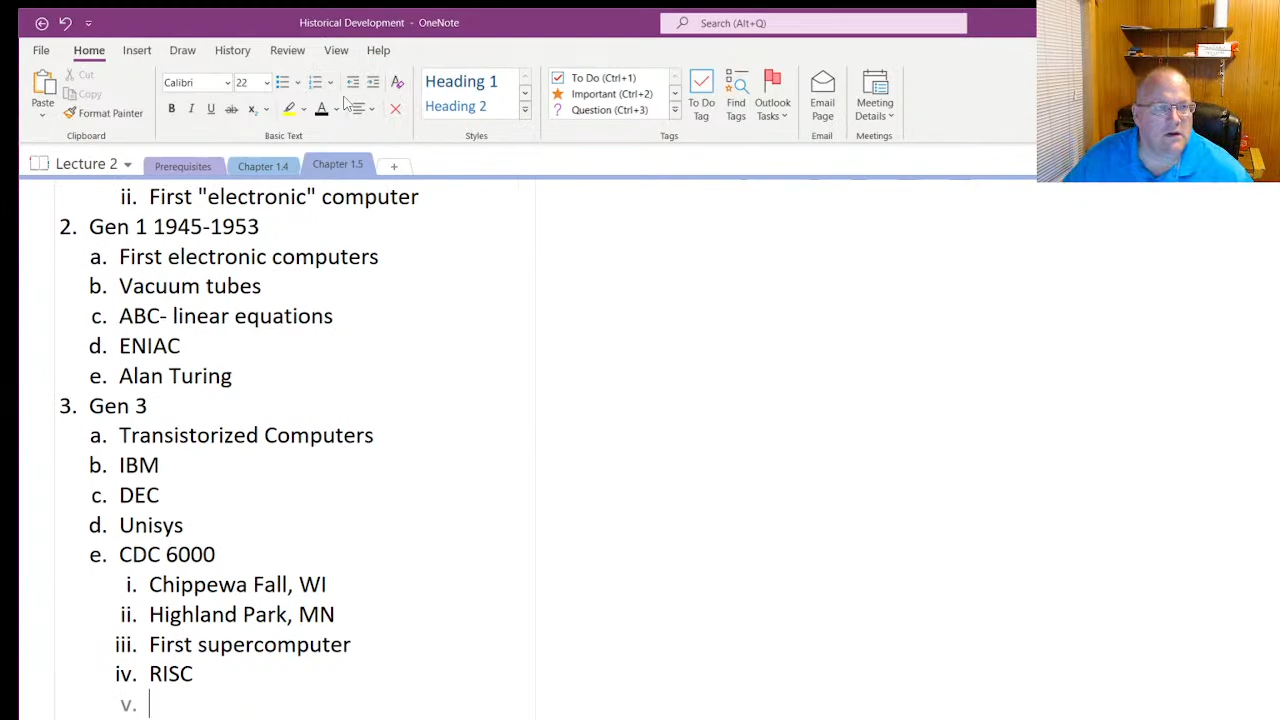 Historical Development - OneNote
Search (Alt+Q)
File Home Insert Draw History Review View Help
Paste
Cut
Copy
Format Painter
Clipboard
Calibri 22
B I U ab x₂ A
Basic Text
Heading 1
Heading 2
Styles
To Do (Ctrl+1)
Important (Ctrl+2)
? Question (Ctrl+3)
Tags
To Do Tag
Find Tags
Outlook Tasks
Email Page
Email
Meeting Details
Meetings
Lecture 2 Prerequisites Chapter 1.4 Chapter 1.5 +
ii. First "electronic" computer
2. Gen 1 1945-1953
a. First electronic computers
b. Vacuum tubes
c. ABC- linear equations
d. ENIAC
e. Alan Turing
3. Gen 3
a. Transistorized Computers
b. IBM
c. DEC
d. Unisys
e. CDC 6000
i. Chippewa Fall, WI
ii. Highland Park, MN
iii. First supercomputer
iv. RISC
v.